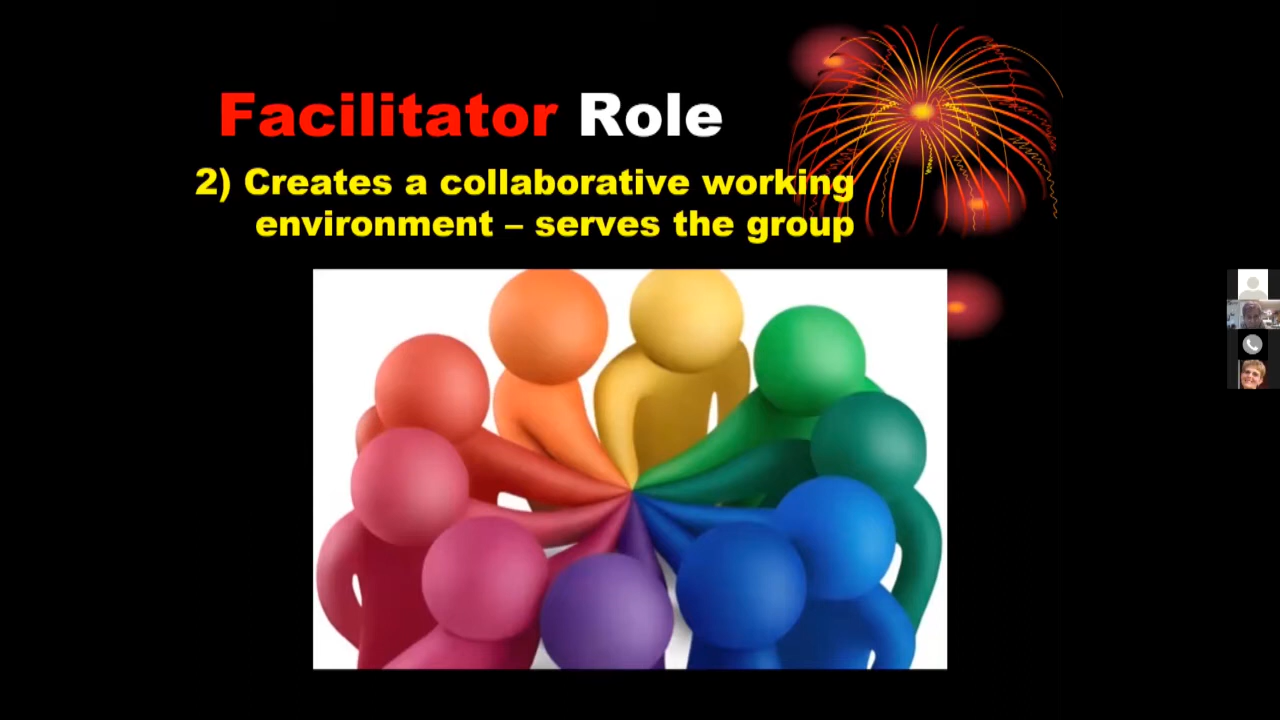 Facilitator Role
2) Creates a collaborative working
environment – serves the group